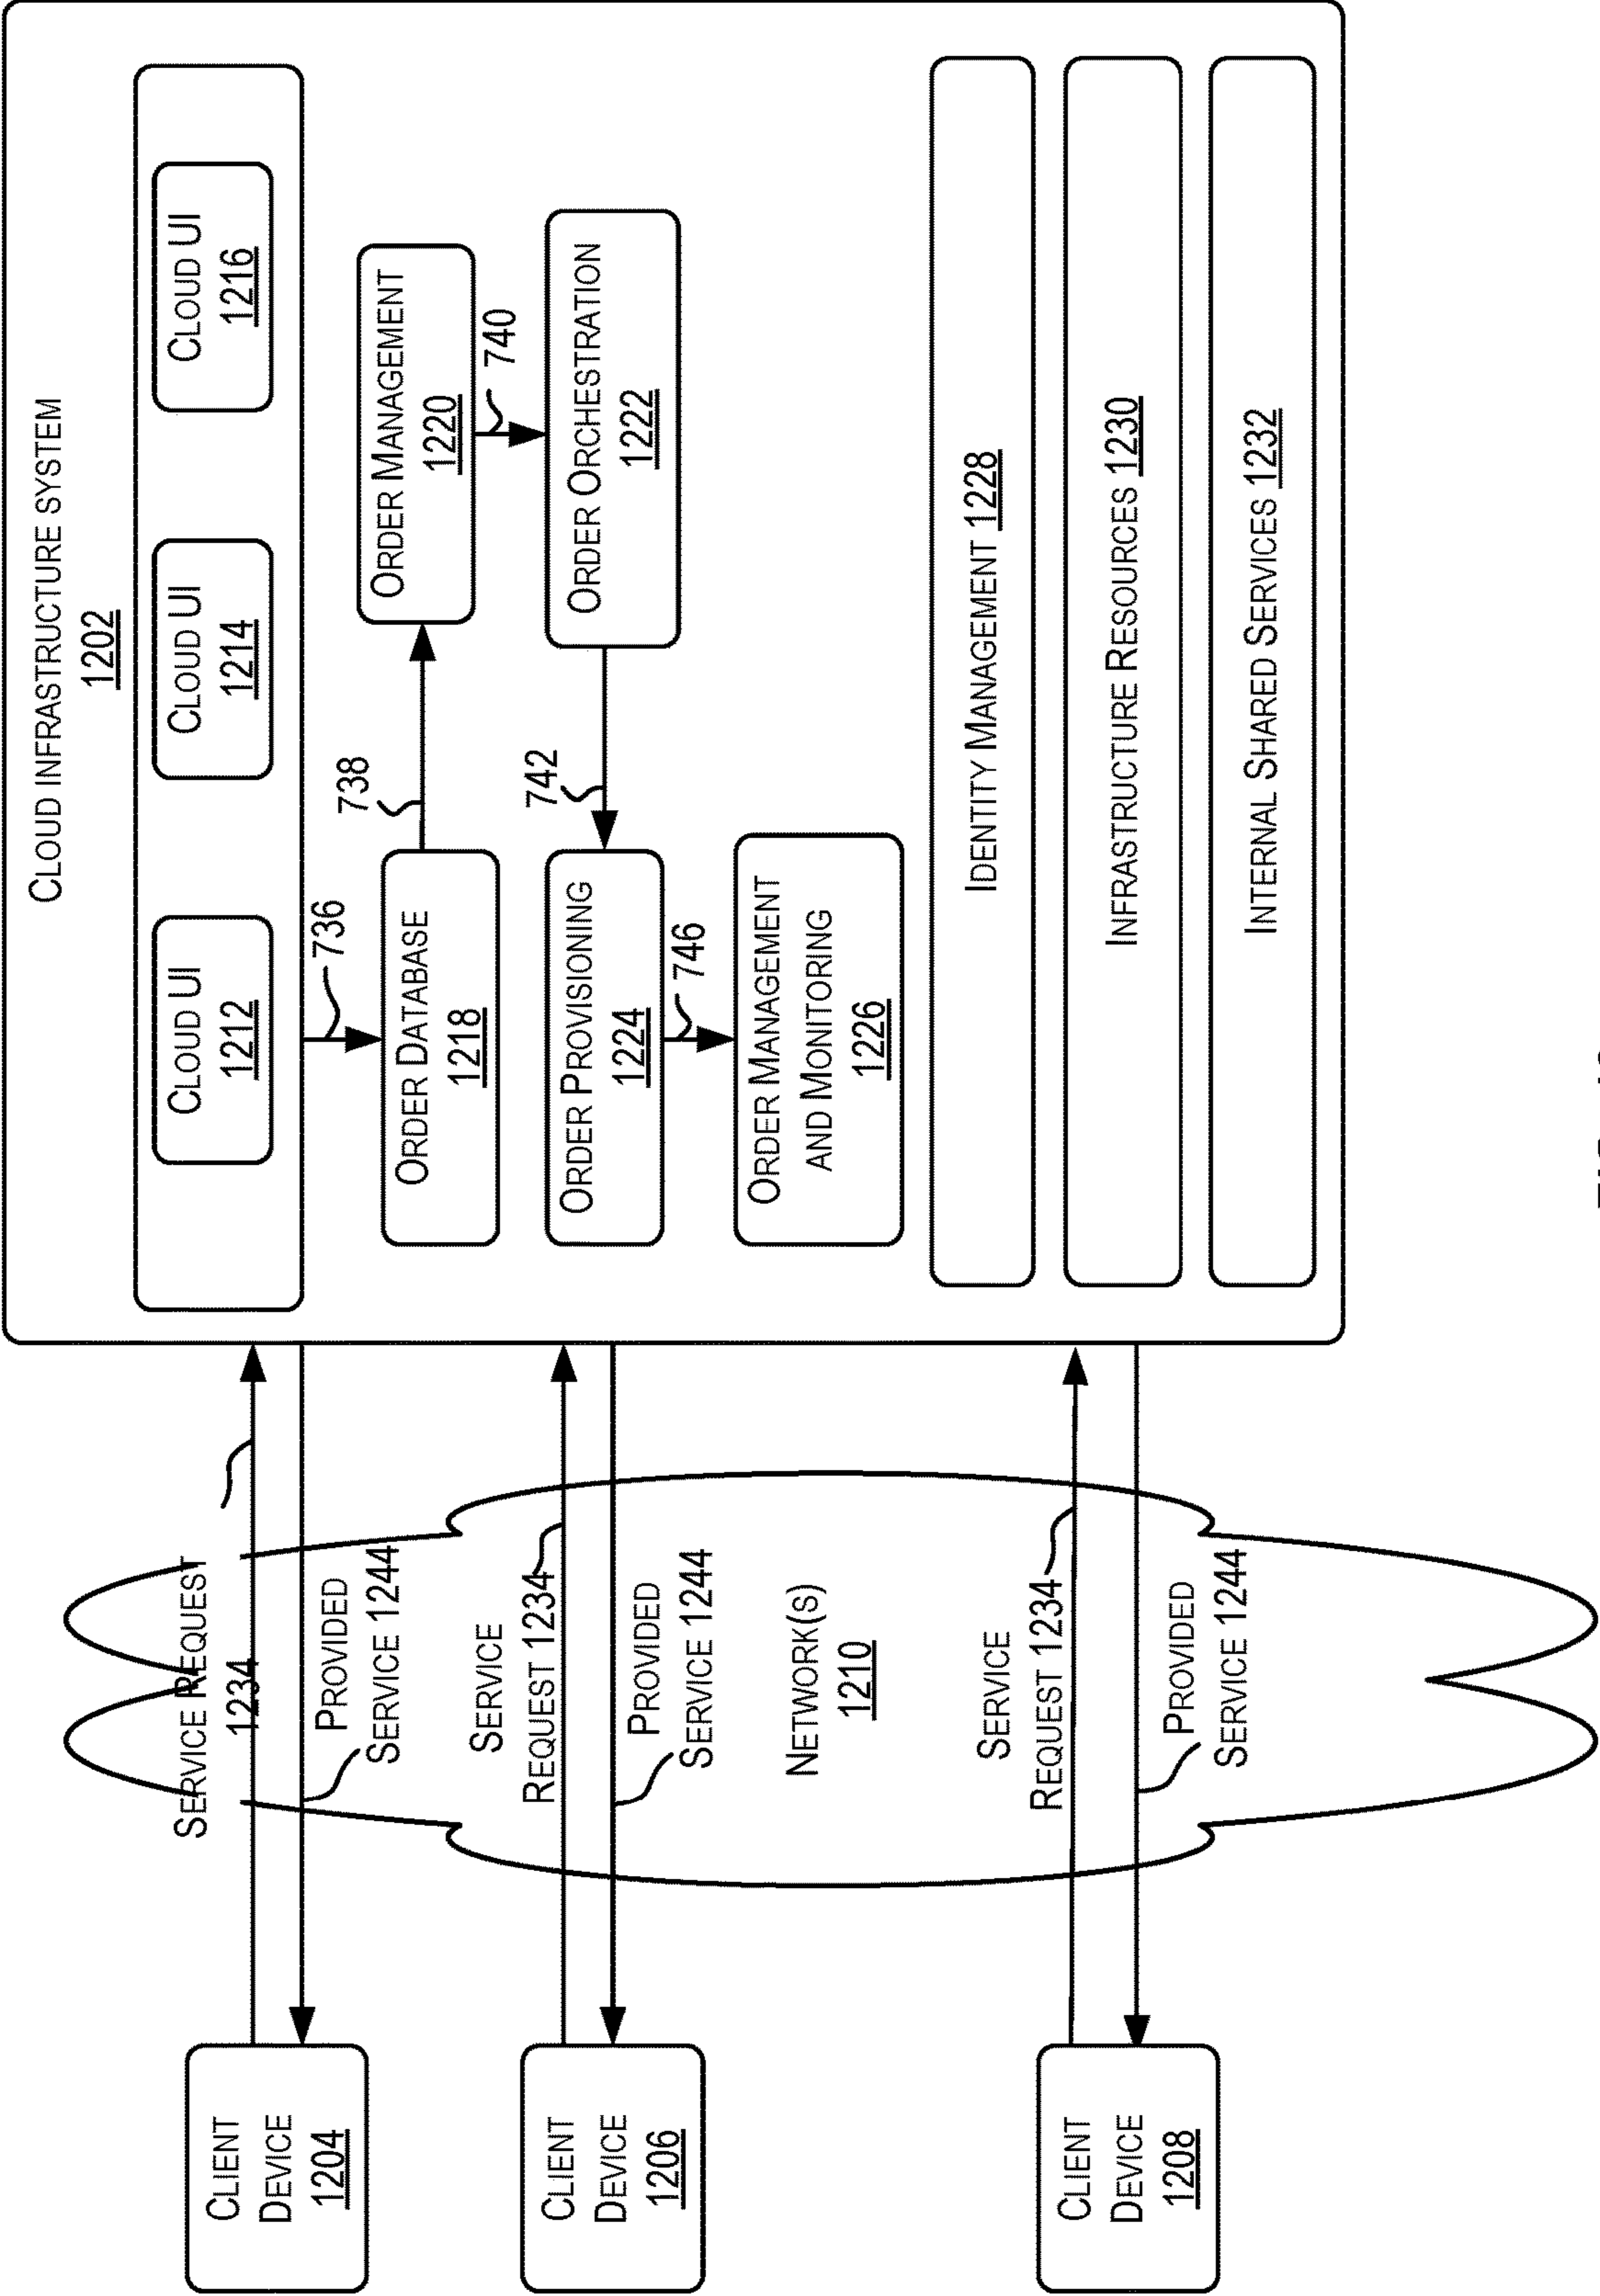 CLOUD INFRASTRUCTURE SYSTEM
1202
CLOUD UI
1212
CLOUD UI
1214
CLOUD UI
1216
736
ORDER DATABASE
1218
738
ORDER MANAGEMENT
1220
740
ORDER ORCHESTRATION
1222
742
ORDER PROVISIONING
1224
746
ORDER MANAGEMENT
AND MONITORING
1226
IDENTITY MANAGEMENT 1228
INFRASTRUCTURE RESOURCES 1230
INTERNAL SHARED SERVICES 1232
SERVICE REQUEST
1234
PROVIDED
SERVICE 1244
SERVICE
REQUEST 1234
PROVIDED
SERVICE 1244
NETWORK(S)
1210
SERVICE
REQUEST 1234
PROVIDED
SERVICE 1244
CLIENT
DEVICE
1204
CLIENT
DEVICE
1206
CLIENT
DEVICE
1208